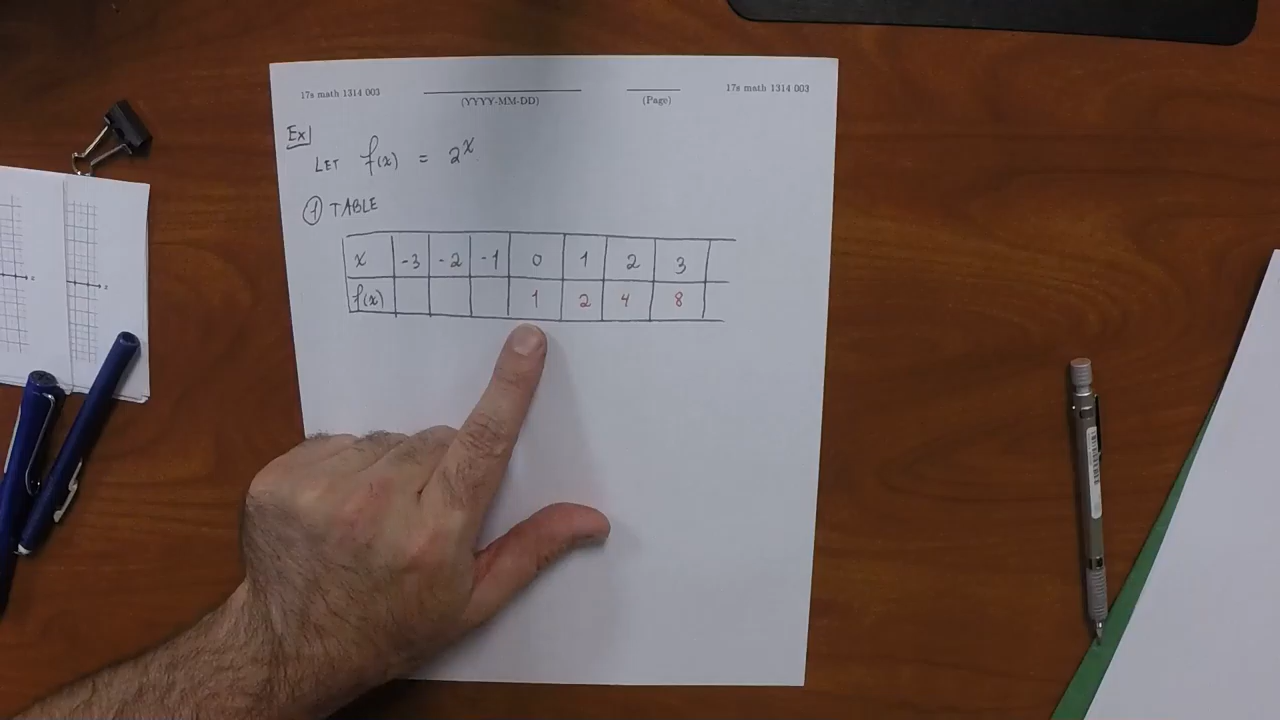 17s math 1314 003 (YYYY-MM-DD) (Page) 17s math 1314 003
Ex
LET f(x) = 2^x
① TABLE
x -3 -2 -1 0 1 2 3
f(x) 1 2 4 8